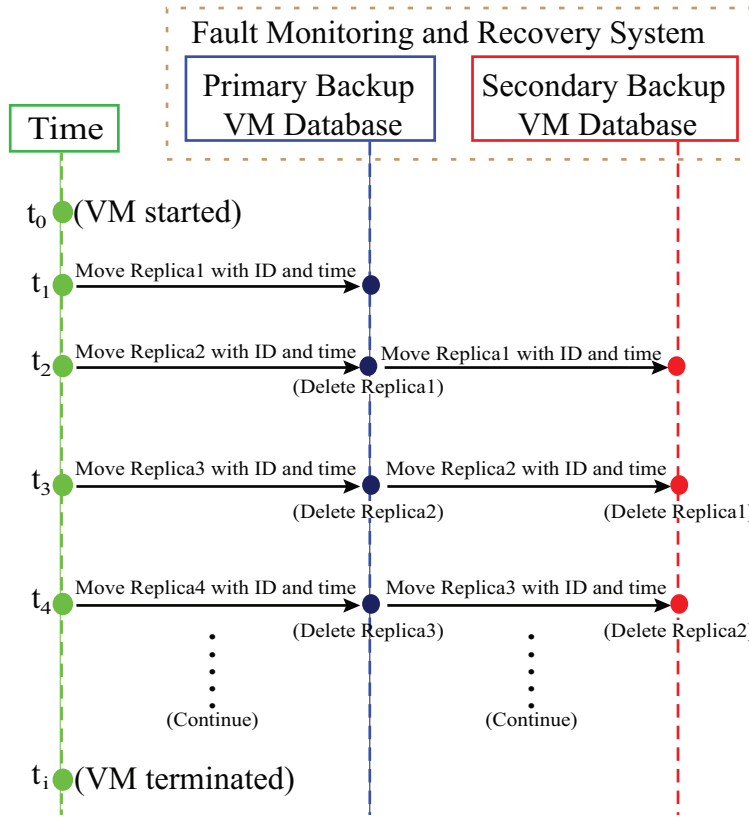 Fault Monitoring and Recovery System
Time
Primary Backup
VM Database
Secondary Backup
VM Database
t0 (VM started)
t1
Move Replica1 with ID and time
t2
Move Replica2 with ID and time
Move Replica1 with ID and time
(Delete Replica1)
t3
Move Replica3 with ID and time
Move Replica2 with ID and time
(Delete Replica2)
(Delete Replica1)
t4
Move Replica4 with ID and time
Move Replica3 with ID and time
(Delete Replica3)
(Delete Replica2)
(Continue)
(Continue)
ti (VM terminated)